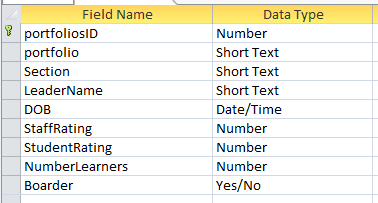 Field Name Data Type
portfoliosID Number
portfolio Short Text
Section Short Text
LeaderName Short Text
DOB Date/Time
StaffRating Number
StudentRating Number
NumberLearners Number
Boarder Yes/No